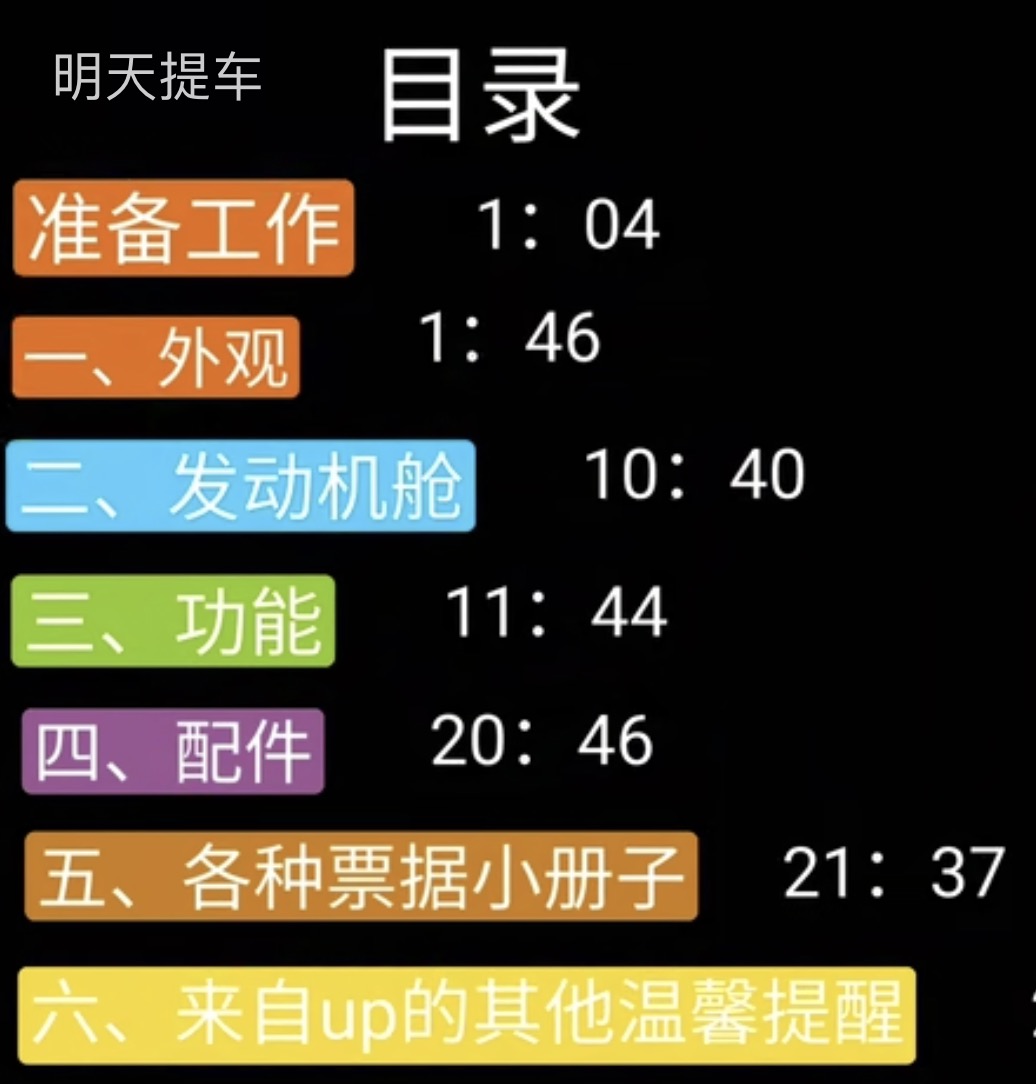 明天提车
目录
准备工作 1：04
一、外观 1：46
二、发动机舱 10：40
三、功能 11：44
四、配件 20：46
五、各种票据小册子 21：37
六、来自up的其他温馨提醒